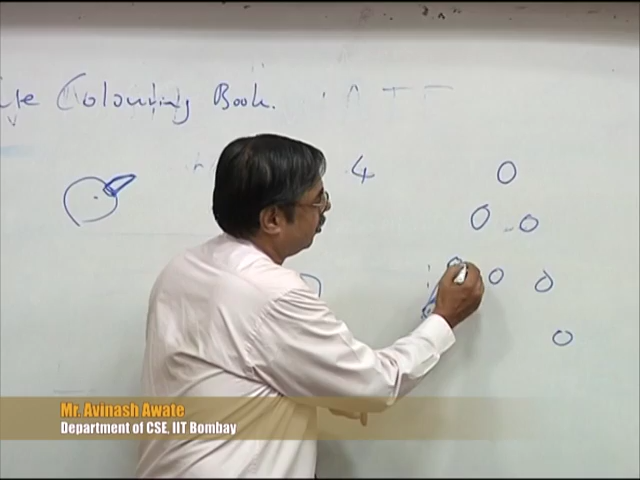 Colouring Book.
4
Mr. Avinash Awate
Department of CSE, IIT Bombay